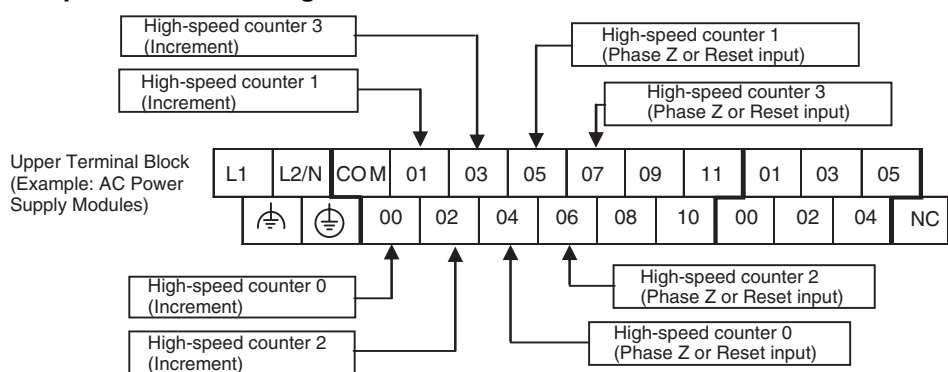 High-speed counter 3
(Increment)
High-speed counter 1
(Phase Z or Reset input)
High-speed counter 1
(Increment)
High-speed counter 3
(Phase Z or Reset input)
Upper Terminal Block
(Example: AC Power
Supply Modules)
L1 L2/N COM 01 03 05 07 09 11 01 03 05
00 02 04 06 08 10 00 02 04 NC
High-speed counter 0
(Increment)
High-speed counter 2
(Phase Z or Reset input)
High-speed counter 2
(Increment)
High-speed counter 0
(Phase Z or Reset input)